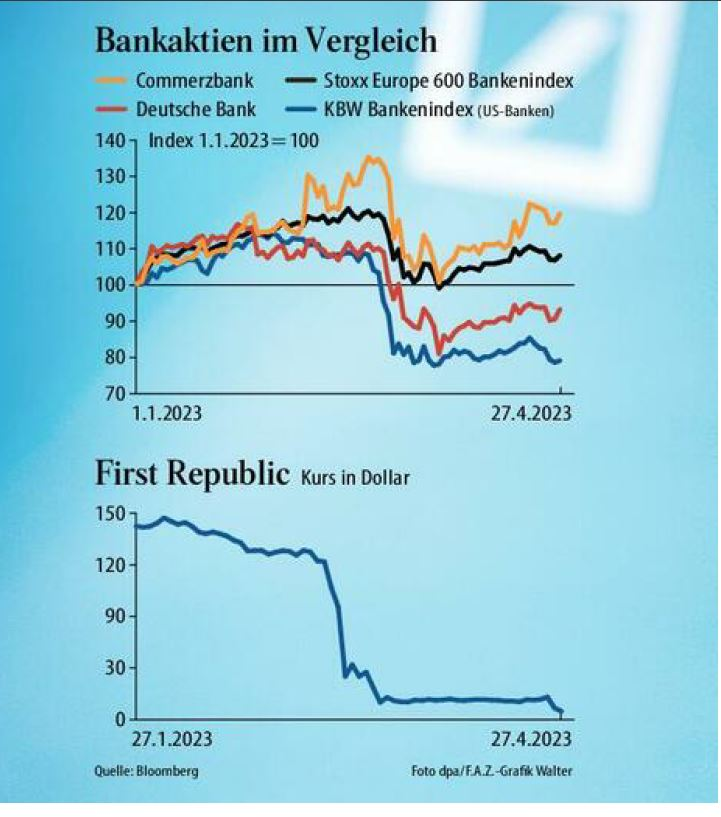 Bankaktien im Vergleich
Commerzbank Stoxx Europe 600 Bankenindex
Deutsche Bank KBW Bankenindex (US-Banken)
140 Index 1.1.2023=100
130
120
110
100
90
80
70
1.1.2023 27.4.2023
First Republic Kurs in Dollar
150
120
90
30
0
27.1.2023 27.4.2023
Quelle: Bloomberg Foto dpa/F.A.Z.-Grafik Walter